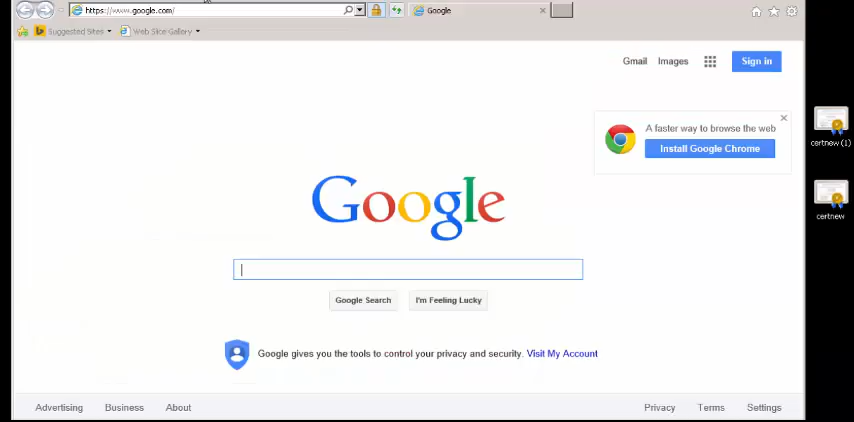 https://www.google.com/
Google
Suggested Sites
Web Slice Gallery
Gmail Images Sign in
A faster way to browse the web
Install Google Chrome
certnew (1)
Google
certnew
Google Search I'm Feeling Lucky
Google gives you the tools to control your privacy and security. Visit My Account
Advertising Business About Privacy Terms Settings